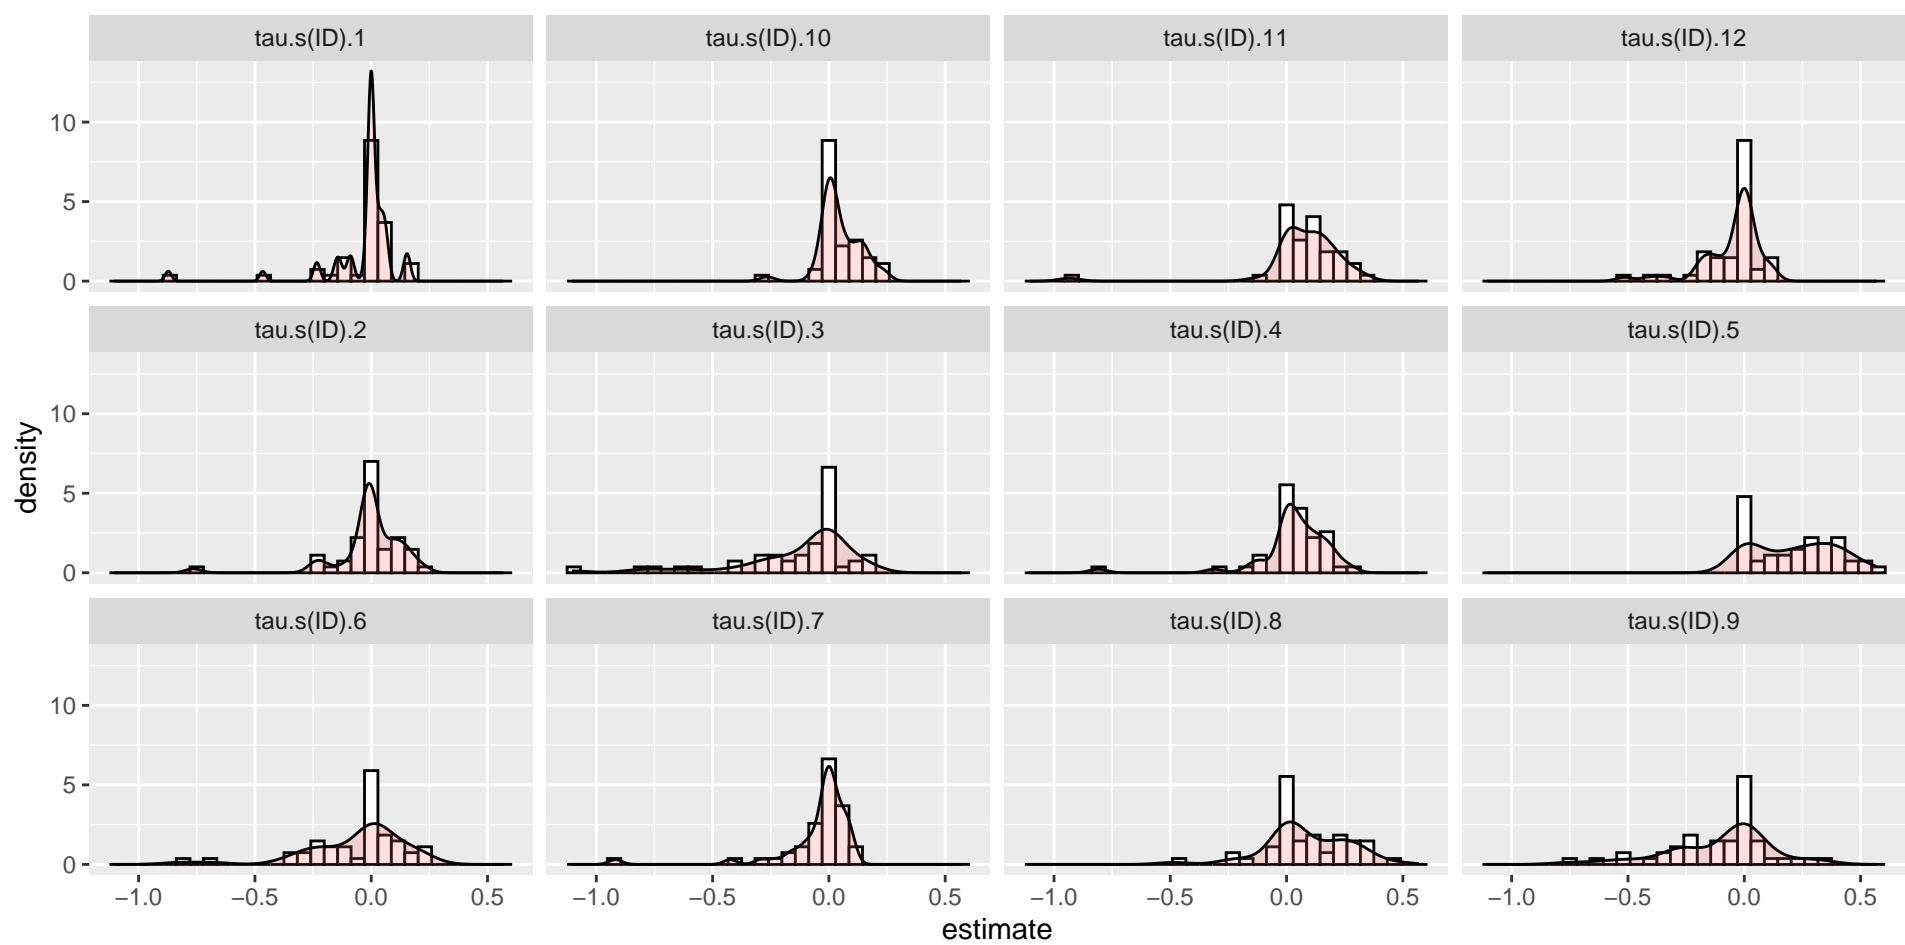 tau.s(ID).1 tau.s(ID).10 tau.s(ID).11 tau.s(ID).12
10
5
0
tau.s(ID).2 tau.s(ID).3 tau.s(ID).4 tau.s(ID).5
10
5
0
tau.s(ID).6 tau.s(ID).7 tau.s(ID).8 tau.s(ID).9
10
5
0
−1.0 −0.5 0.0 0.5 −1.0 −0.5 0.0 0.5 −1.0 −0.5 0.0 0.5 −1.0 −0.5 0.0 0.5
estimate
density